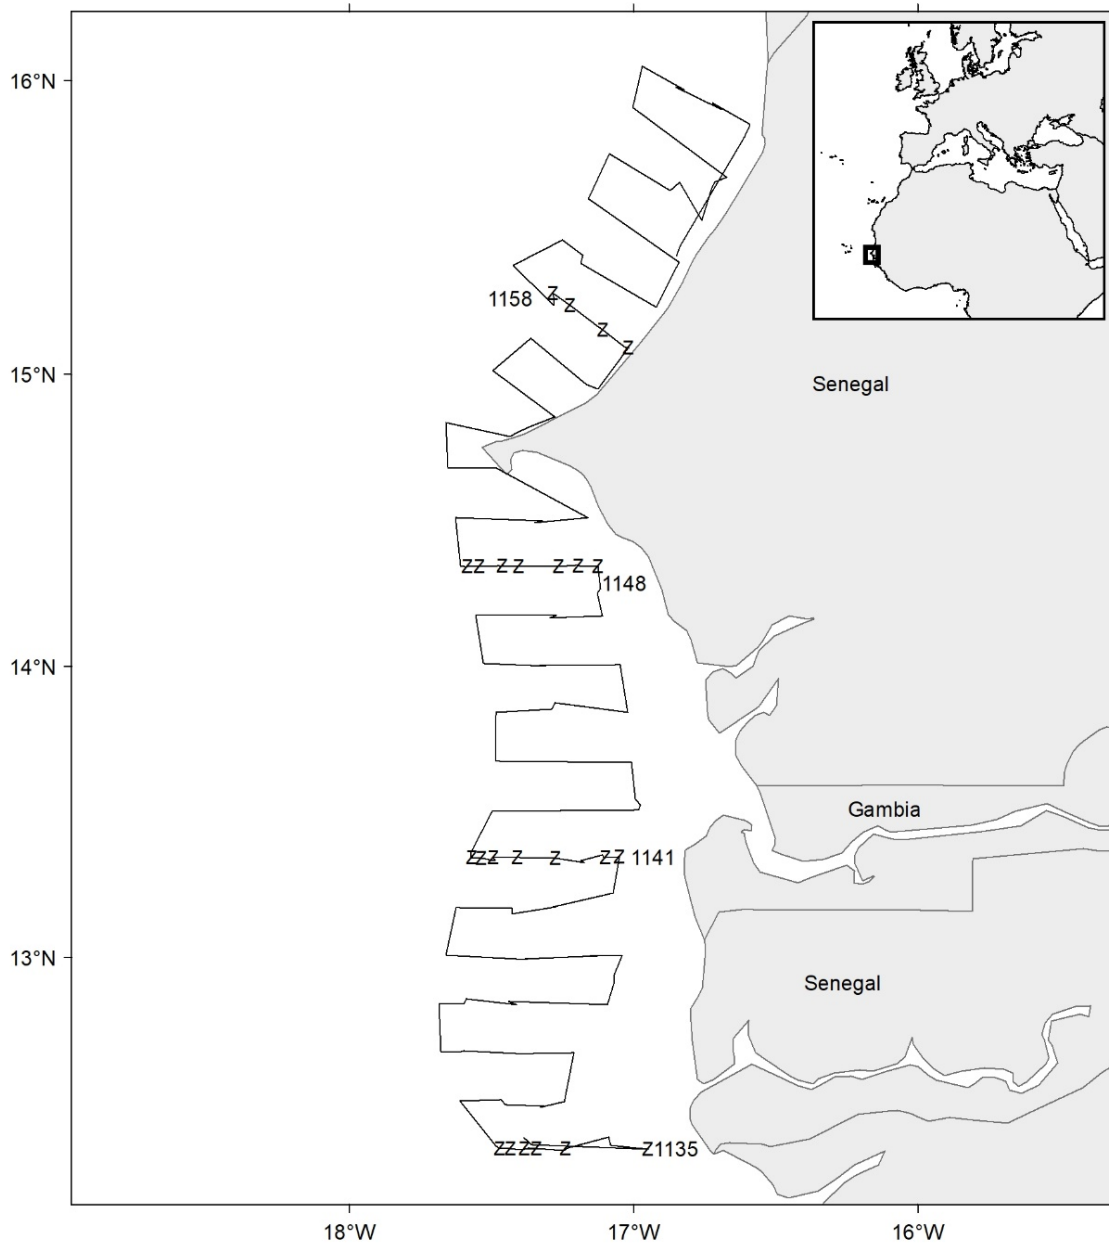 16°N
Z
1158 Z
Z
Z
15°N
Senegal
Z Z Z Z Z Z Z
1148
14°N
Gambia
Z Z Z Z Z Z Z 1141
13°N
Senegal
Z Z Z Z Z Z 1135
18°W 17°W 16°W